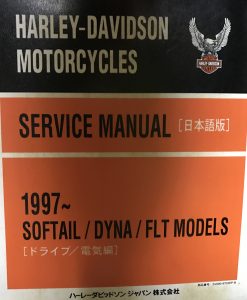 HARLEY-DAVIDSON
MOTORCYCLES
SERVICE MANUAL [日本語版]
1997~
SOFTAIL / DYNA / FLT MODELS
[ドライブ／電気編]
ハーレーダビッドソン ジャパン 株式会社